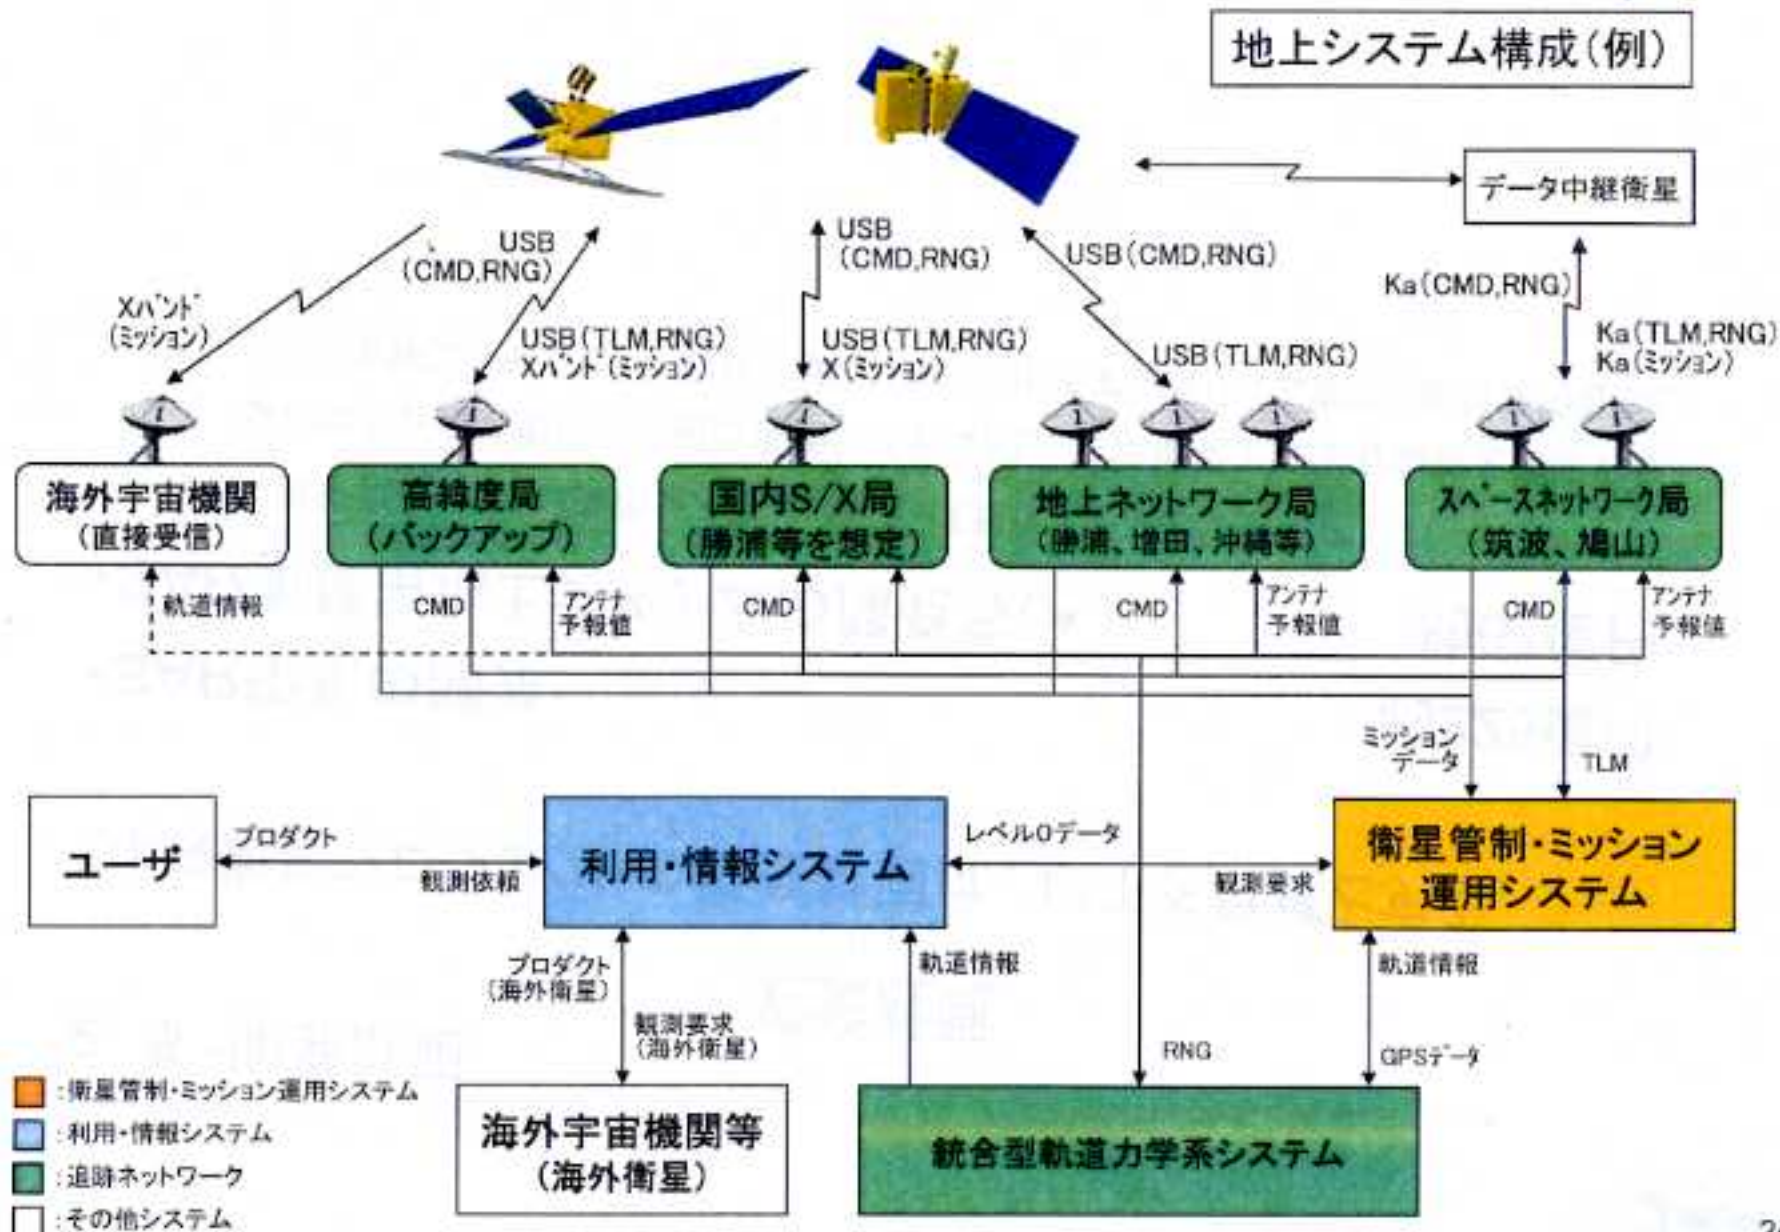 地上システム構成(例)
データ中継衛星
Xバンド
(ミッション)
USB
(CMD,RNG)
USB(TLM,RNG)
Xバンド(ミッション)
USB
(CMD,RNG)
USB(TLM,RNG)
X(ミッション)
USB(CMD,RNG)
USB(TLM,RNG)
Ka(CMD,RNG)
Ka(TLM,RNG)
Ka(ミッション)
海外宇宙機関
(直接受信)
高緯度局
(バックアップ)
国内S/X局
(勝浦等を想定)
地上ネットワーク局
(勝浦、増田、沖縄等)
スペースネットワーク局
(筑波、鳩山)
軌道情報
CMD
アンテナ
予報値
CMD
CMD
アンテナ
予報値
CMD
アンテナ
予報値
ミッション
データ
TLM
ユーザ
プロダクト
観測依頼
利用・情報システム
レベル0データ
観測要求
衛星管制・ミッション
運用システム
プロダクト
(海外衛星)
観測要求
(海外衛星)
軌道情報
RNG
軌道情報
GPSデータ
海外宇宙機関等
(海外衛星)
統合型軌道力学系システム
:衛星管制・ミッション運用システム
:利用・情報システム
:追跡ネットワーク
:その他システム